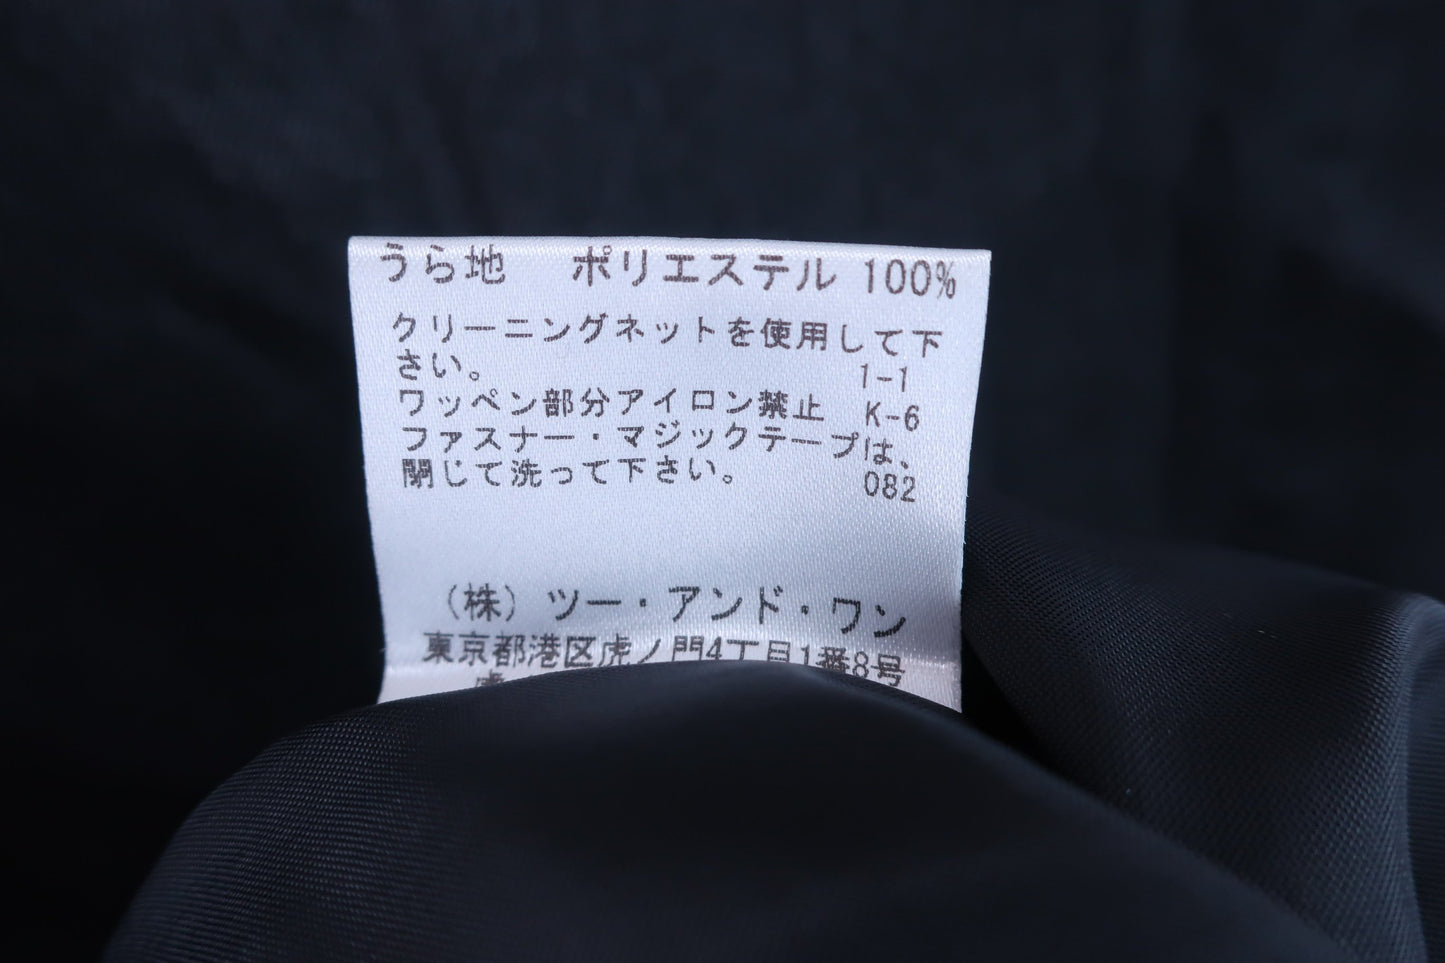 うら地 ポリエステル 100%
クリーニングネットを使用して下
さい。 1-1
ワッペン部分アイロン禁止 K-6
ファスナー・マジックテープは、
閉じて洗って下さい。 082
(株) ツー・アンド・ワン
東京都港区虎ノ門4丁目1番8号